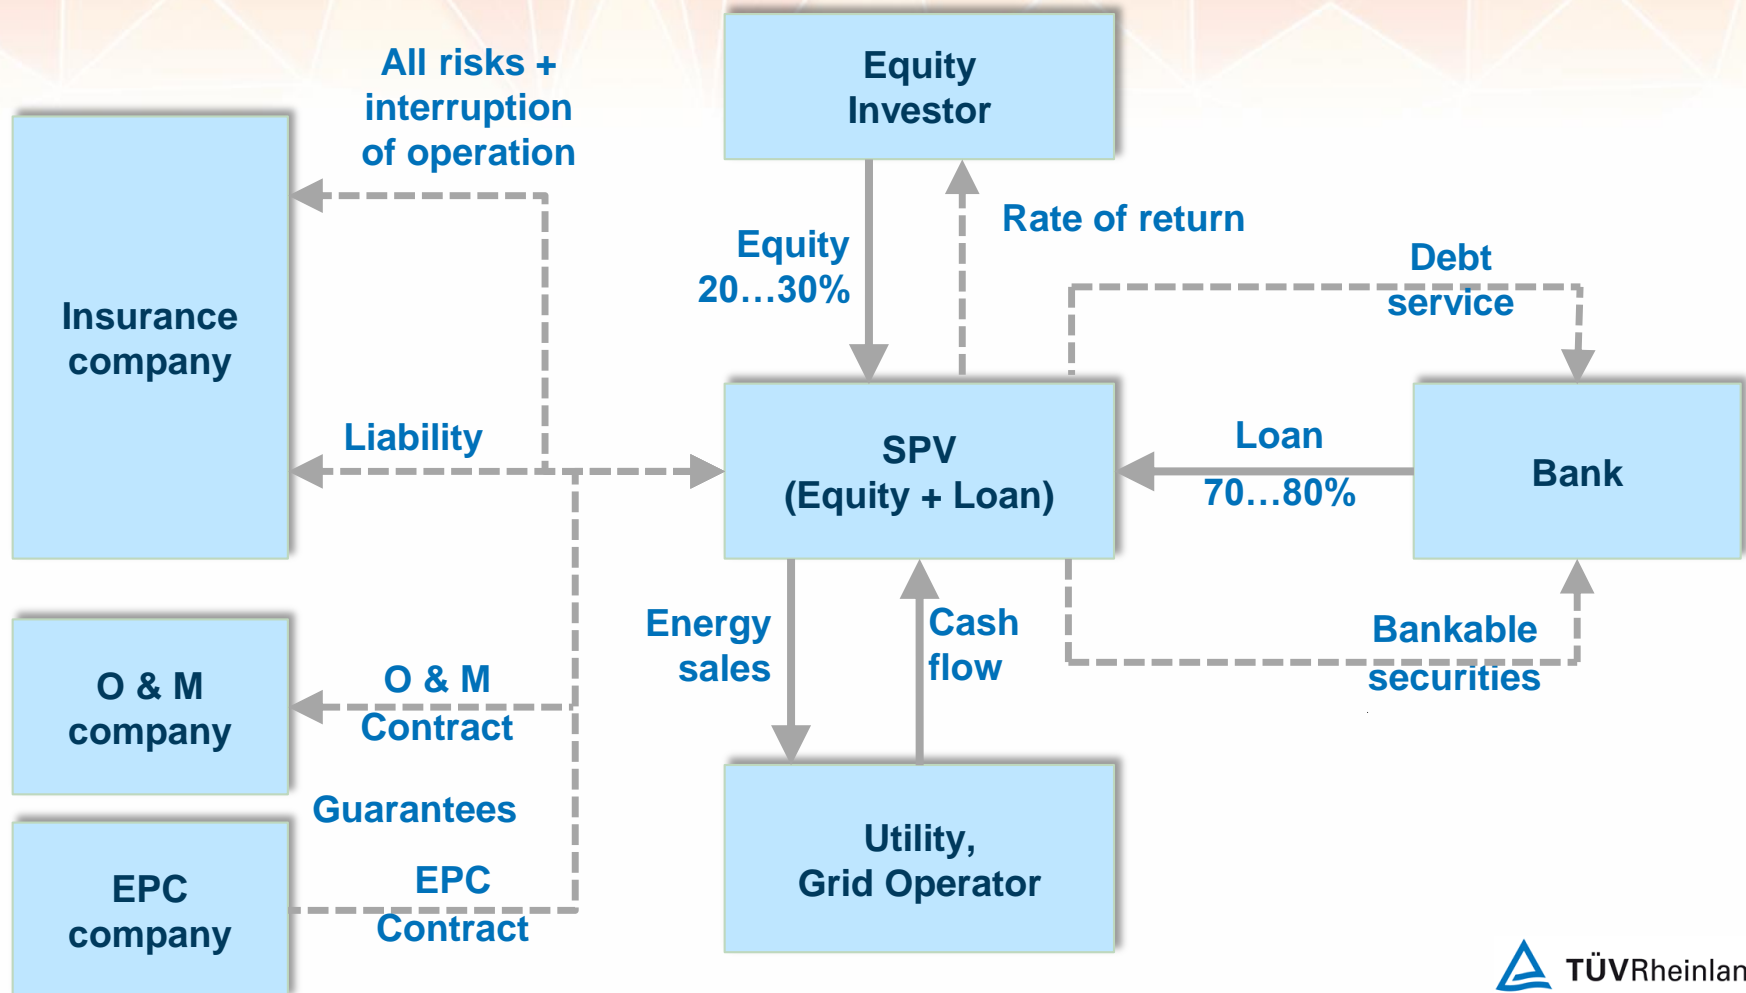 All risks +
interruption
of operation
Equity
Investor
Insurance
company
Equity
20…30%
Rate of return
Debt
service
Liability
SPV
(Equity + Loan)
Loan
70…80%
Bank
Energy
sales
Cash
flow
Bankable
securities
O & M
company
O & M
Contract
Guarantees
EPC
company
EPC
Contract
Utility,
Grid Operator
TÜVRheinlan